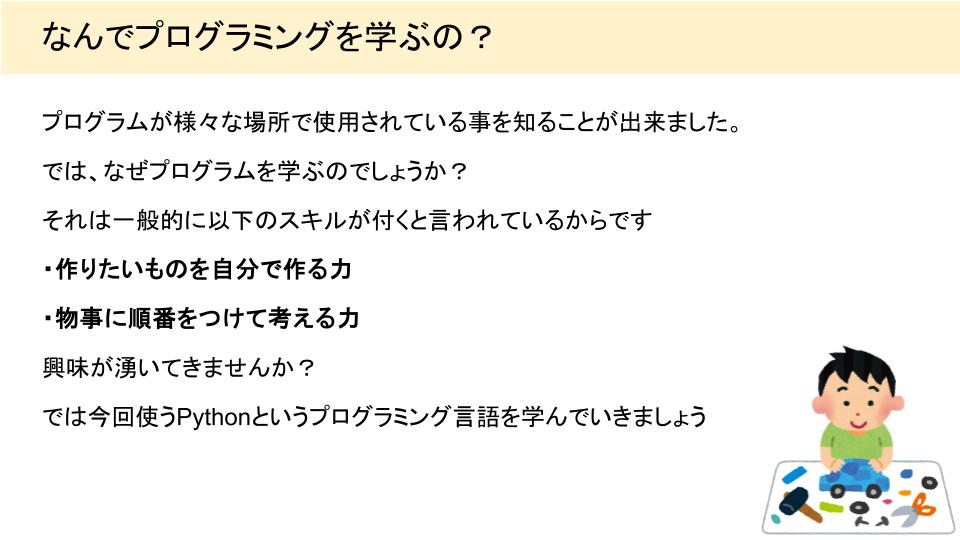 なんでプログラミングを学ぶの？
プログラムが様々な場所で使用されている事を知ることが出来ました。
では、なぜプログラムを学ぶのでしょうか？
それは一般的に以下のスキルが付くと言われているからです
・作りたいものを自分で作る力
・物事に順番をつけて考える力
興味が湧いてきませんか？
では今回使うPythonというプログラミング言語を学んでいきましょう